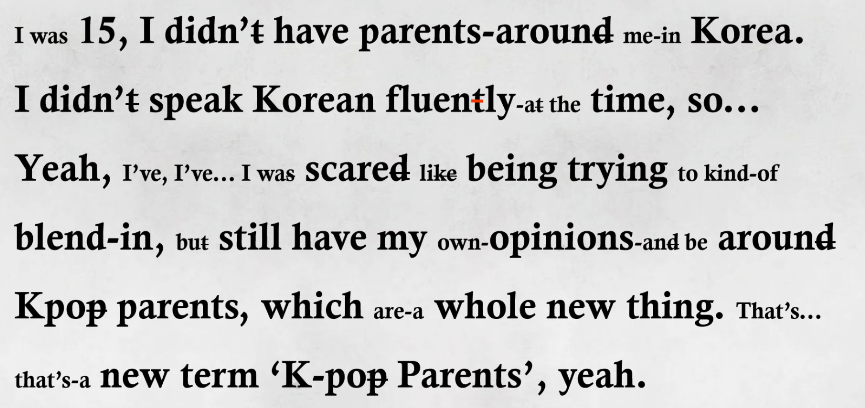 I was 15, I didn’t have parents-around me-in Korea.
I didn’t speak Korean fluently-at the time, so...
Yeah, I’ve, I’ve... I was scared like being trying to kind-of
blend-in, but still have my own-opinions-and be around
Kpop parents, which are-a whole new thing. That’s...
that’s-a new term ‘K-pop Parents’, yeah.